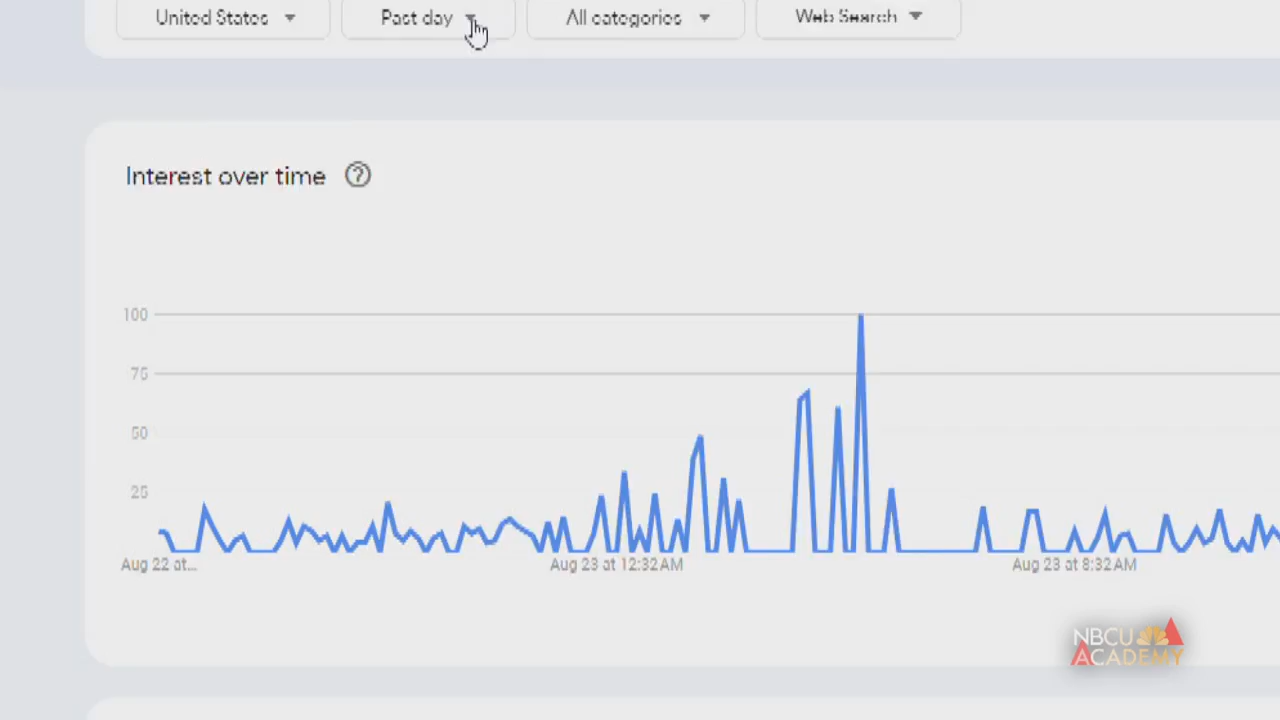 United States Past day All categories Web Search
Interest over time
100
75
50
25
Aug 22 at... Aug 23 at 12:32 AM Aug 23 at 8:32 AM
NBCU
ACADEMY